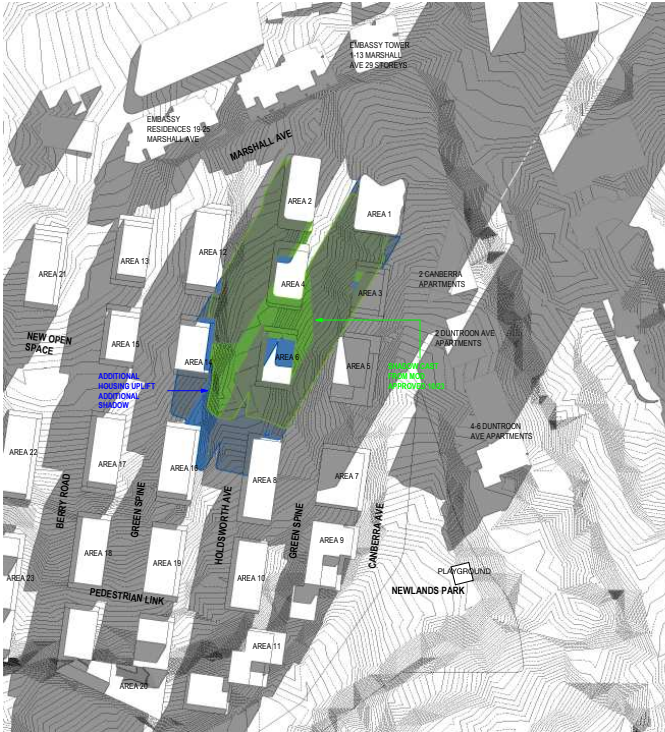 EMBASSY TOWER
1-13 MARSHALL
AVE 29 STOREYS
EMBASSY
RESIDENCES 19-25
MARSHALL AVE
MARSHALL AVE
AREA 2
AREA 1
AREA 12
AREA 13
AREA 21
AREA 4
AREA 3
2 CANBERRA
APARTMENTS
NEW OPEN
SPACE
AREA 15
AREA 14
AREA 6
AREA 5
2 DUNTROON AVE
APARTMENTS
ADDITIONAL
HOUSING UPLIFT
ADDITIONAL
SHADOW
4-6 DUNTROON
AVE APARTMENTS
AREA 22
AREA 17
AREA 16
AREA 8
AREA 7
BERRY ROAD
GREEN SPINE
HOLDSWORTH AVE
GREEN SPINE
CANBERRA AVE
AREA 18
AREA 19
AREA 9
AREA 10
AREA 23
PEDESTRIAN LINK
PLAYGROUND
NEWLANDS PARK
AREA 11
AREA 20